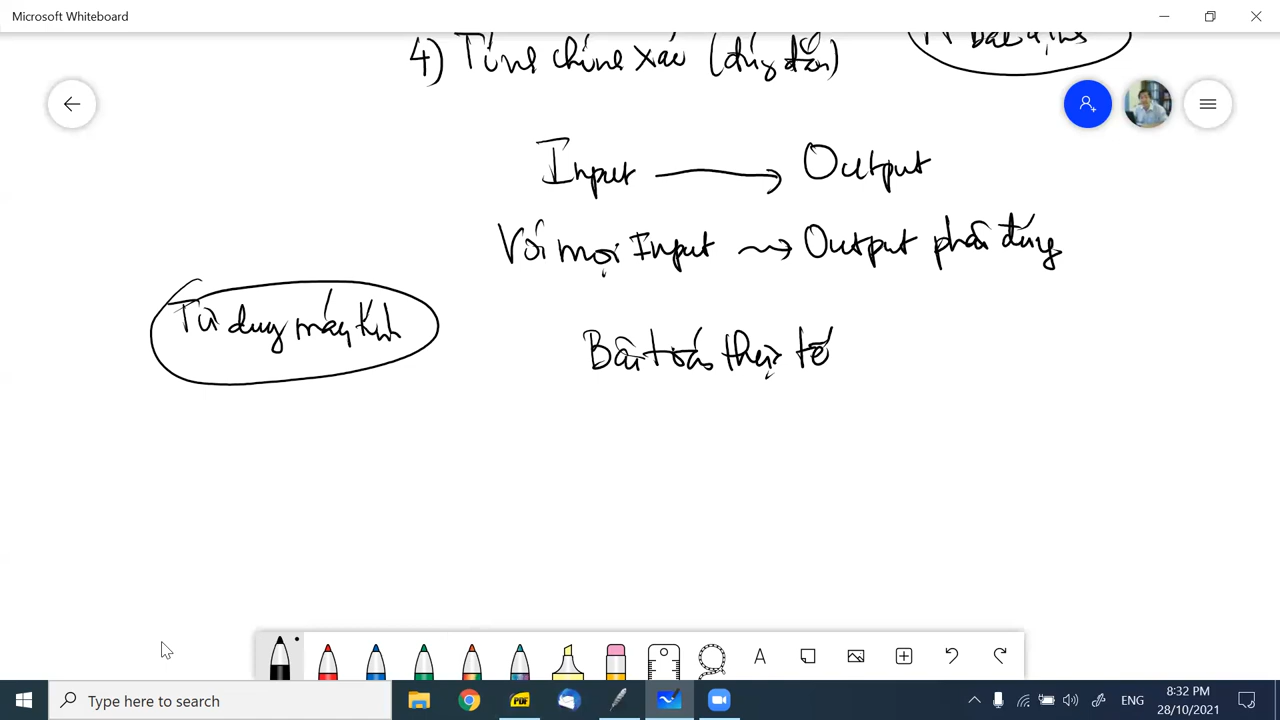 Microsoft Whiteboard
4) Tính chính xác (đúng đắn)
Input → Output
Với mọi Input ⇝ Output phải đúng
Tư duy máy tính
Bài toán thực tế
Type here to search
PDF
ENG
8:32 PM
28/10/2021